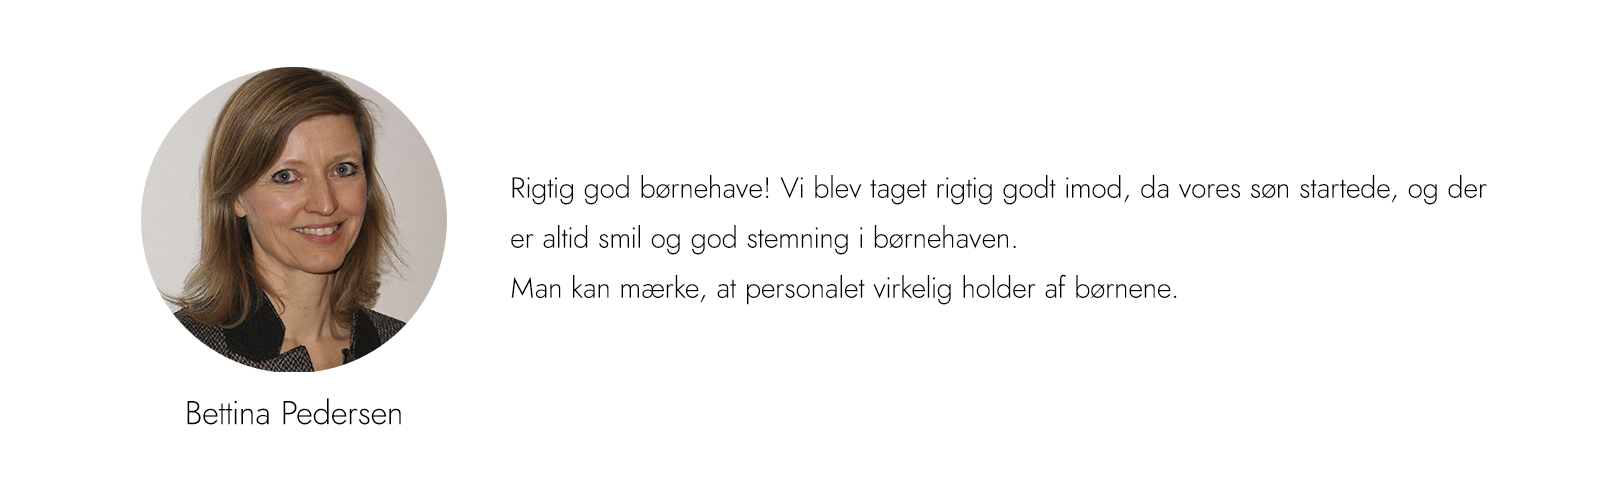 Rigtig god børnehave! Vi blev taget rigtig godt imod, da vores søn startede, og der
er altid smil og god stemning i børnehaven.
Man kan mærke, at personalet virkelig holder af børnene.
Bettina Pedersen